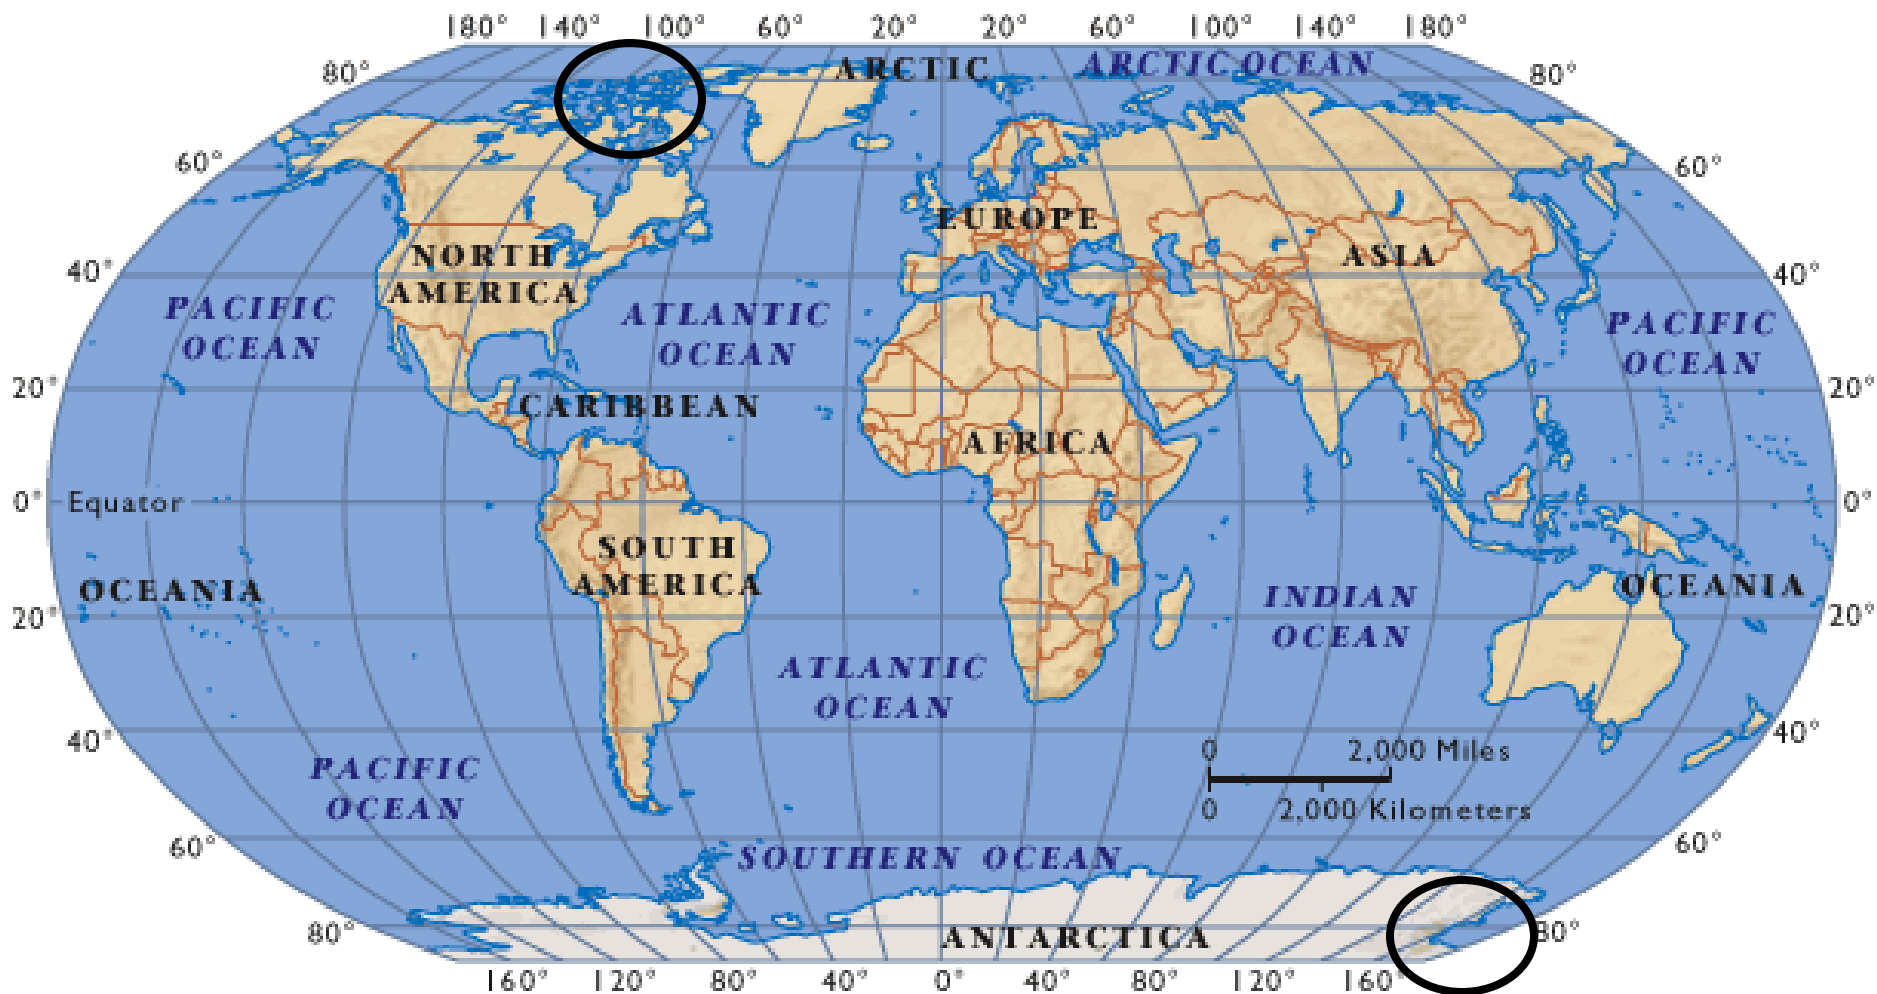 180° 140° 100° 60° 20° 20° 60° 100° 140° 180°
ARCTIC ARCTIC OCEAN
80° 80°
60° 60°
EUROPE
NORTH ASIA
40° 40°
AMERICA
PACIFIC ATLANTIC PACIFIC
OCEAN OCEAN OCEAN
20° 20°
CARIBBEAN
AFRICA
0° Equator 0°
SOUTH
AMERICA
OCEANIA INDIAN OCEANIA
20° 20°
OCEAN
ATLANTIC
OCEAN
40° 40°
0 2,000 Miles
PACIFIC
OCEAN 0 2,000 Kilometers
60° 60°
SOUTHERN OCEAN
80° ANTARCTICA 80°
160° 120° 80° 40° 0° 40° 80° 120° 160°